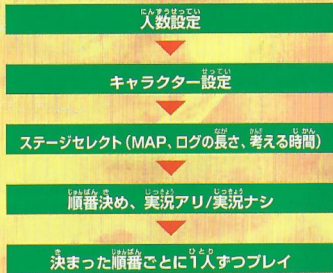 人数設定
キャラクター設定
ステージセレクト(MAP、ログの長さ、考える時間)
順番決め、実況アリ/実況ナシ
決まった順番ごとに1人ずつプレイ